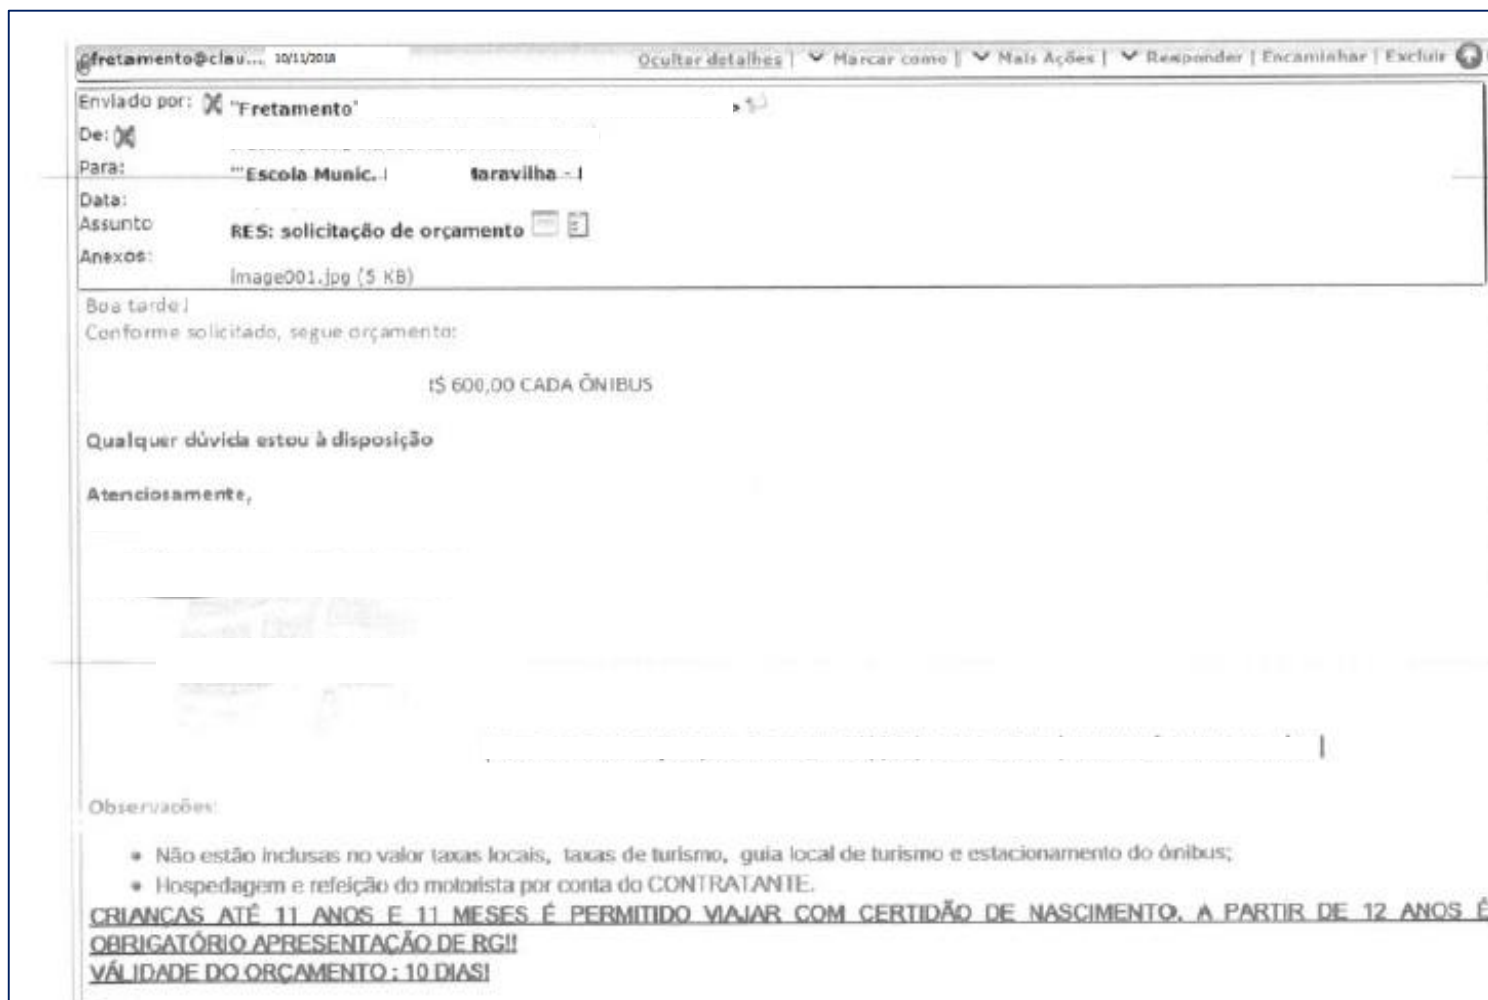 fretamento@clau... 10/11/2018 Ocultar detalhes | Marcar como | Mais Ações | Responder | Encaminhar | Excluir
Enviado por: "Fretamento"
De:
Para: "'Escola Munic. laravilha -
Data:
Assunto RES: solicitação de orçamento
Anexos:
image001.jpg (5 KB)
Boa tarde!
Conforme solicitado, segue orçamento:
$ 600,00 CADA ÔNIBUS
Qualquer dúvida estou à disposição
Atenciosamente,
Observações:
• Não estão inclusas no valor taxas locais, taxas de turismo, guia local de turismo e estacionamento do ônibus;
• Hospedagem e refeição do motorista por conta do CONTRATANTE.
CRIANÇAS ATÉ 11 ANOS E 11 MESES É PERMITIDO VIAJAR COM CERTIDÃO DE NASCIMENTO. A PARTIR DE 12 ANOS É
OBRIGATÓRIO APRESENTAÇÃO DE RG!!
VÁLIDADE DO ORÇAMENTO : 10 DIAS!